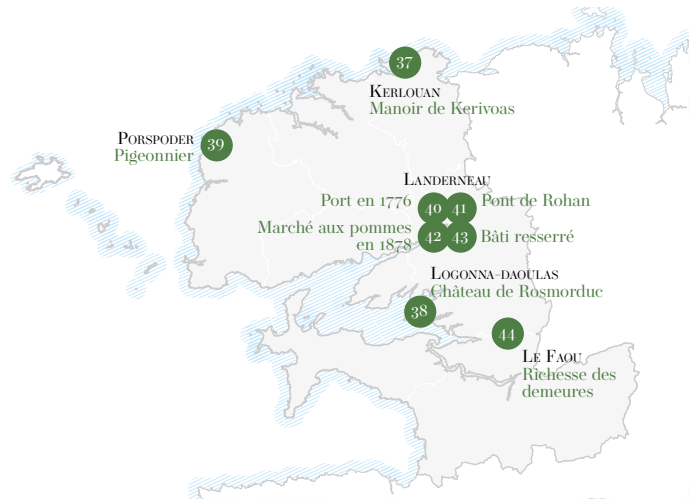 37
KERLOUAN
Manoir de Kerivoas
PORSPODER
Pigeonnier
39
LANDERNEAU
Port en 1776
40
41
Pont de Rohan
Marché aux pommes
en 1878
42
43
Bâti resserré
LOGONNA-DAOULAS
Château de Rosmorduc
38
44
LE FAOU
Richesse des
demeures